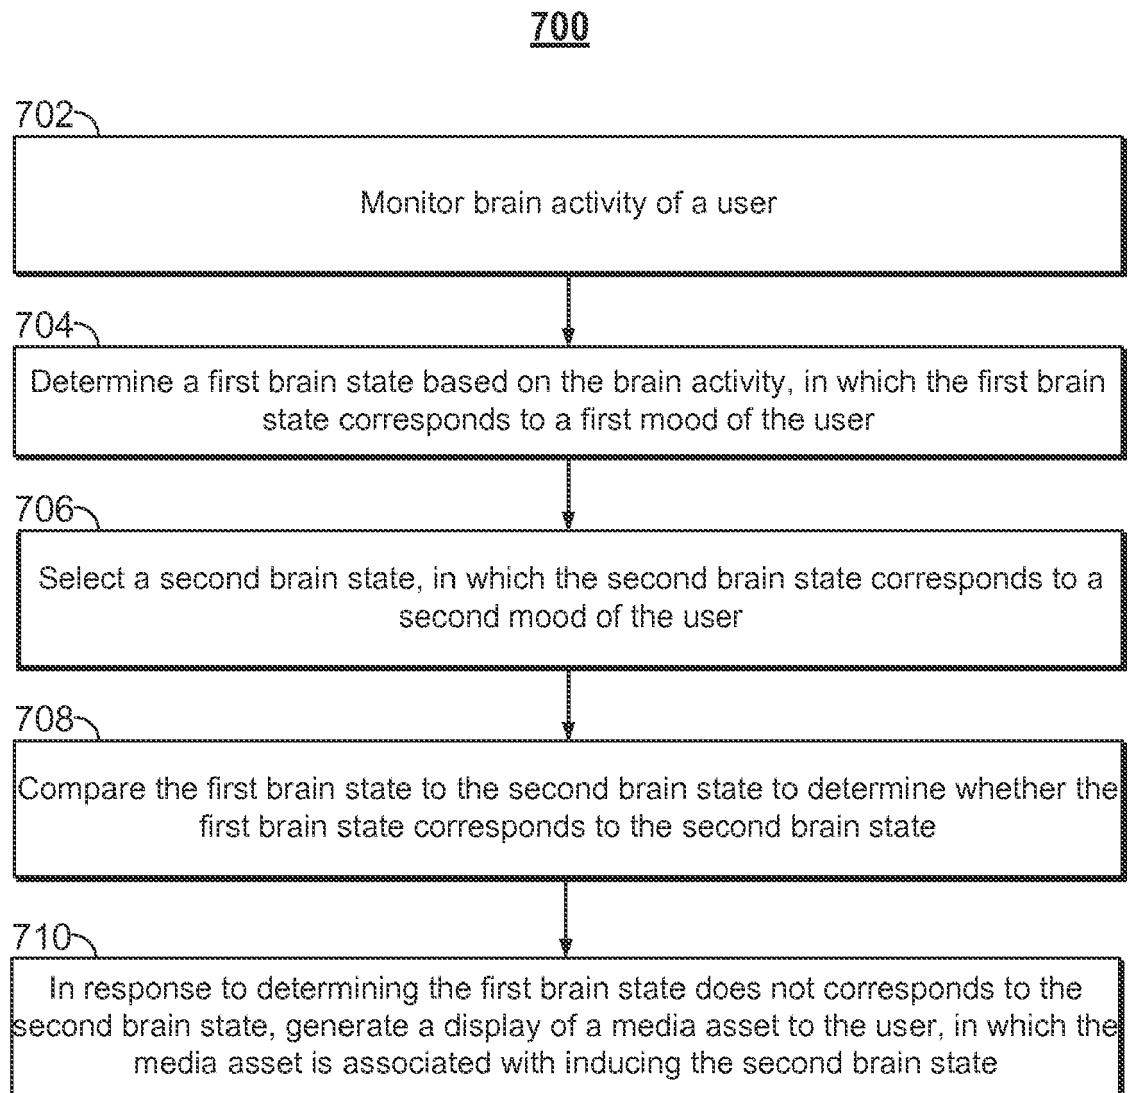 700
702
Monitor brain activity of a user
704
Determine a first brain state based on the brain activity, in which the first brain
state corresponds to a first mood of the user
706
Select a second brain state, in which the second brain state corresponds to a
second mood of the user
708
Compare the first brain state to the second brain state to determine whether the
first brain state corresponds to the second brain state
710
In response to determining the first brain state does not corresponds to the
second brain state, generate a display of a media asset to the user, in which the
media asset is associated with inducing the second brain state